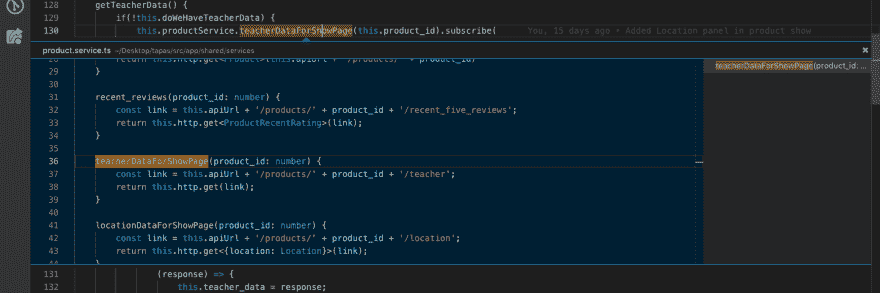 128 getTeacherData() {
129 if(!this.doWeHaveTeacherData) {
130 this.productService.teacherDataForShowPage(this.product_id).subscribe( You, 15 days ago • Added Location panel in product show
product.service.ts ~/Desktop/tapas/src/app/shared/services
teacherDataForShowPage(product_id: ...
28 return this.http.get<Product>(this.apiUrl + '/products/' + product_id)
29 }
30
31 recent_reviews(product_id: number) {
32 const link = this.apiUrl + '/products/' + product_id + '/recent_five_reviews';
33 return this.http.get<ProductRecentRating>(link);
34 }
35
36 teacherDataForShowPage(product_id: number) {
37 const link = this.apiUrl + '/products/' + product_id + '/teacher';
38 return this.http.get(link);
39 }
40
41 locationDataForShowPage(product_id: number) {
42 const link = this.apiUrl + '/products/' + product_id + '/location';
43 return this.http.get<{location: Location}>(link);
131 (response) => {
132 this.teacher_data = response;